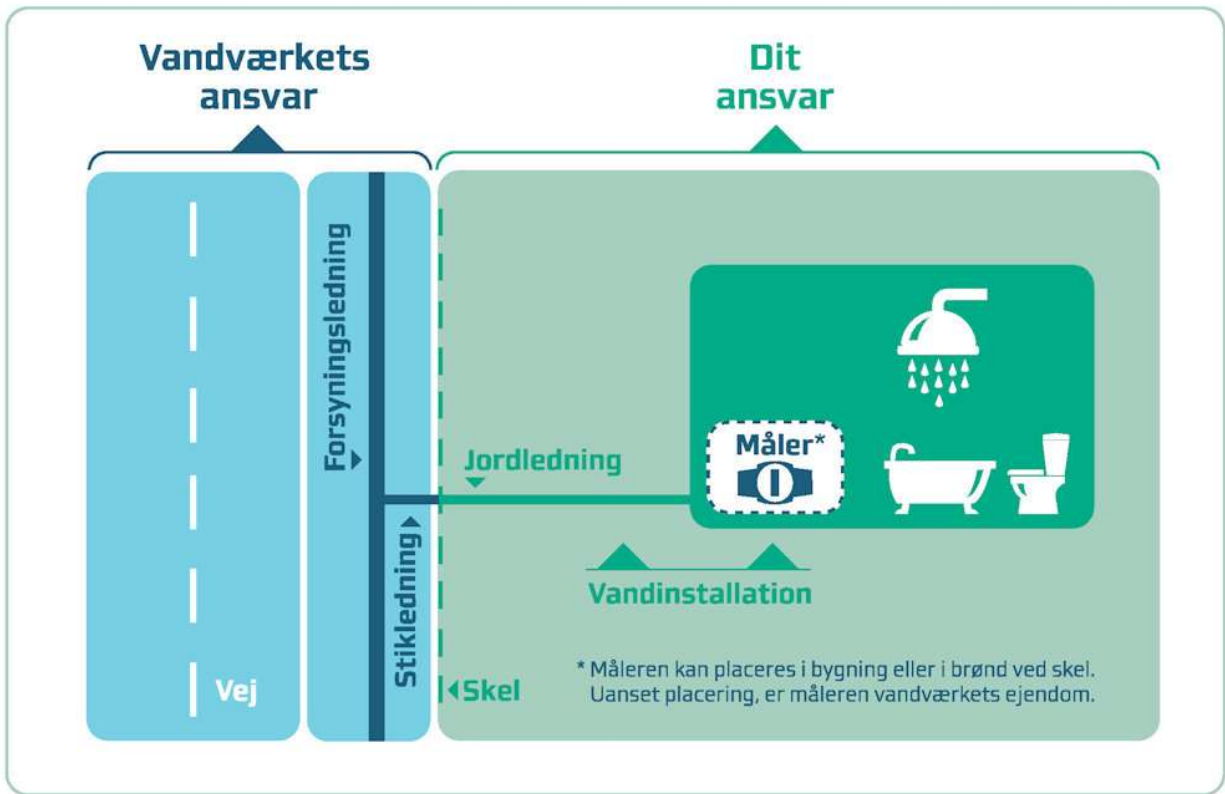 Vandværkets
ansvar
Dit
ansvar
Forsyningsledning
Stikledning
Jordledning
Måler*
Vandinstallation
Vej
Skel
* Måleren kan placeres i bygning eller i brønd ved skel.
Uanset placering, er måleren vandværkets ejendom.